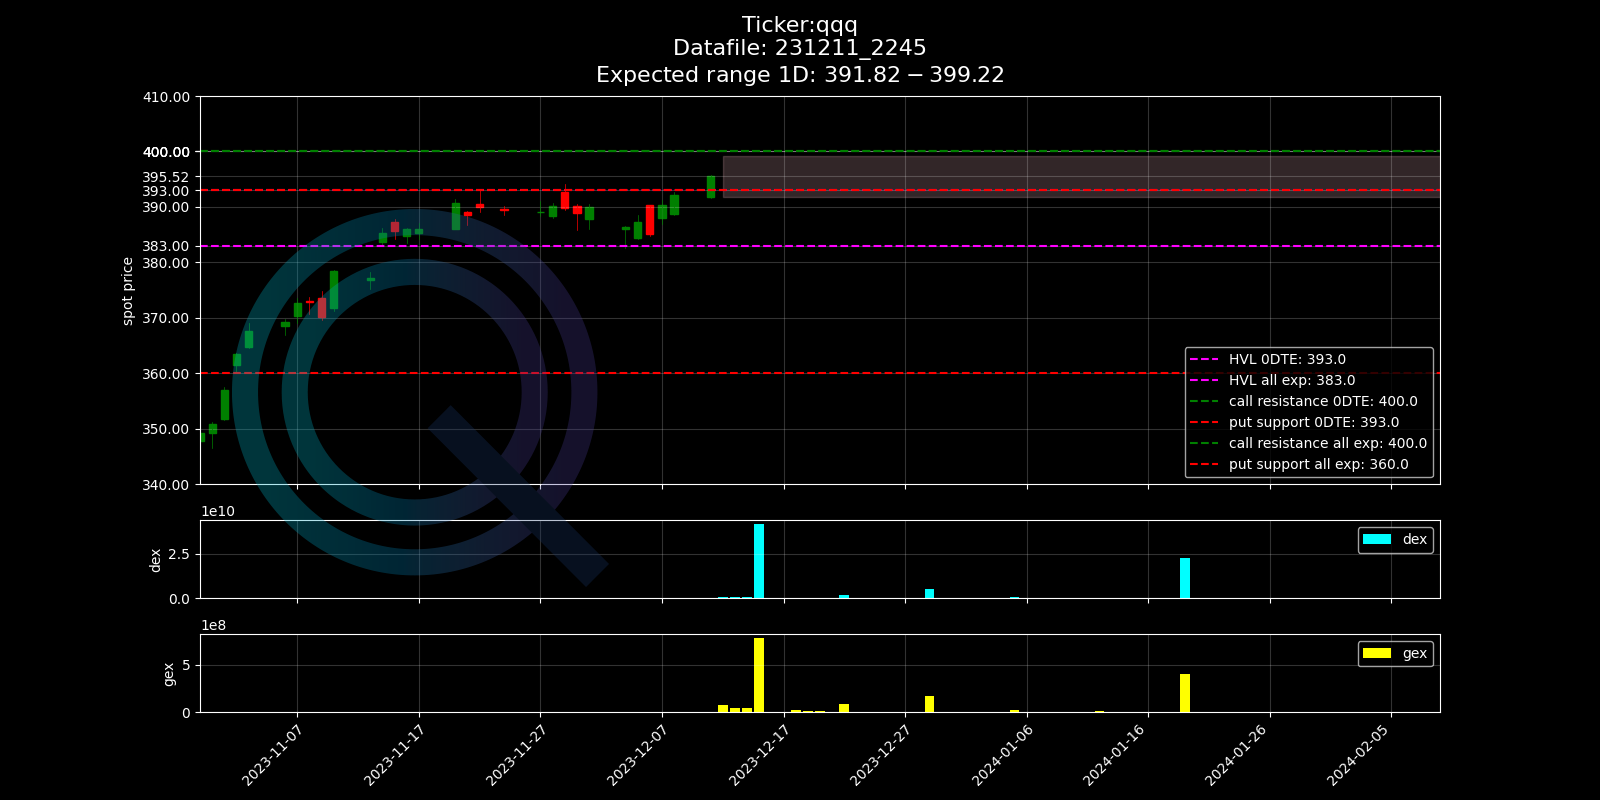 Ticker:qqq
Datafile: 231211_2245
Expected range 1D: 391.82 − 399.22
410.00
400.00
395.52
393.00
390.00
383.00
380.00
370.00
360.00
350.00
340.00
spot price
HVL 0DTE: 393.0
HVL all exp: 383.0
call resistance 0DTE: 400.0
put support 0DTE: 393.0
call resistance all exp: 400.0
put support all exp: 360.0
1e10
2.5
0.0
dex
dex
1e8
5
0
gex
gex
2023-11-07
2023-11-17
2023-11-27
2023-12-07
2023-12-17
2023-12-27
2024-01-06
2024-01-16
2024-01-26
2024-02-05